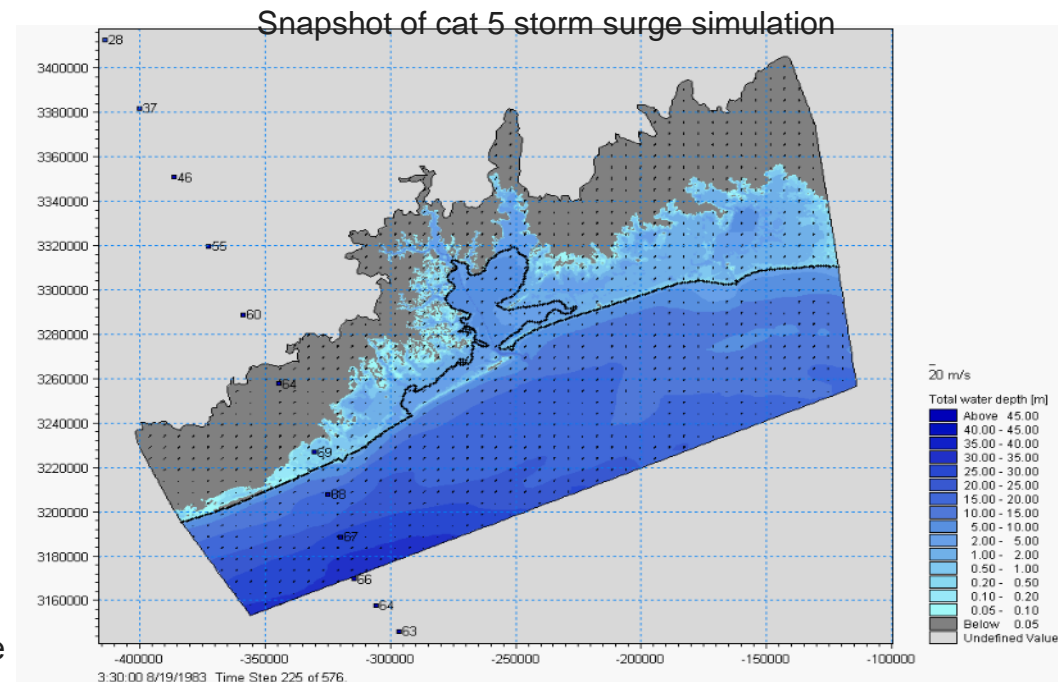 Snapshot of cat 5 storm surge simulation
28
3400000
3380000
37
3360000
46
3340000
3320000
55
3300000
60
3280000
3260000
64
3240000
69
3220000
68
3200000
67
3180000
66
3160000
64
63
-400000 -350000 -300000 -250000 -200000 -150000 -100000
3:30:00 8/19/1983 Time Step 225 of 576.
20 m/s
Total water depth [m]
Above 45.00
40.00 - 45.00
35.00 - 40.00
30.00 - 35.00
25.00 - 30.00
20.00 - 25.00
15.00 - 20.00
10.00 - 15.00
5.00 - 10.00
2.00 - 5.00
1.00 - 2.00
0.50 - 1.00
0.20 - 0.50
0.10 - 0.20
0.05 - 0.10
Below 0.05
Undefined Value